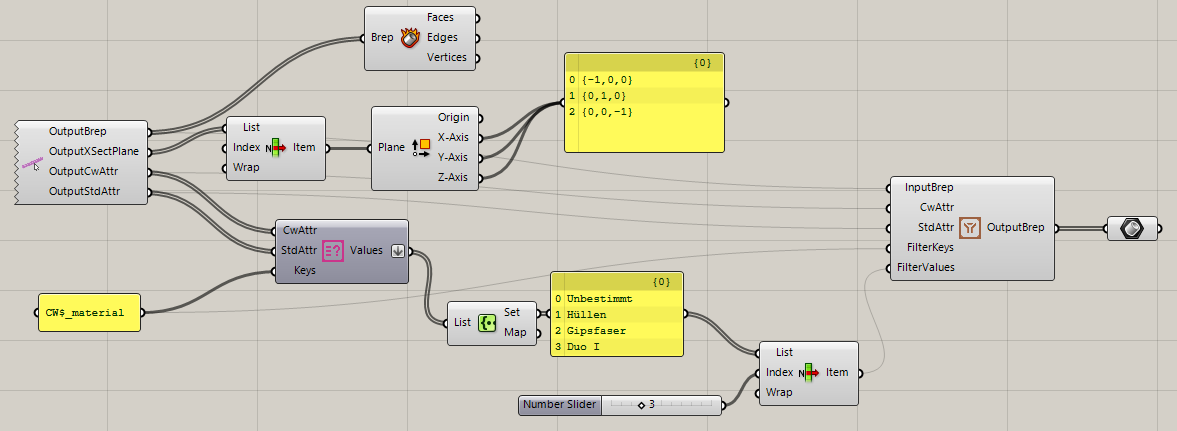 Faces
Brep
Edges
Vertices
{0}
0 {-1,0,0}
1 {0,1,0}
2 {0,0,-1}
OutputBrep
OutputXSectPlane
OutputCwAttr
OutputStdAttr
List
Index N Item
Wrap
Origin
X-Axis
Plane
Y-Axis
Z-Axis
InputBrep
CwAttr
StdAttr OutputBrep
FilterKeys
FilterValues
CwAttr
StdAttr Values
Keys
CW$_material
List
Set
Map
{0}
0 Unbestimmt
1 Hüllen
2 Gipsfaser
3 Duo I
List
Index N Item
Wrap
Number Slider 3